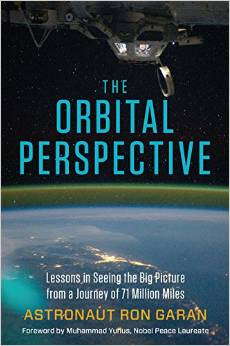 THE
ORBITAL
PERSPECTIVE
Lessons in Seeing the Big Picture
from a Journey of 71 Million Miles
ASTRONAUT RON GARAN
Foreword by Muhammad Yunus, Nobel Peace Laureate